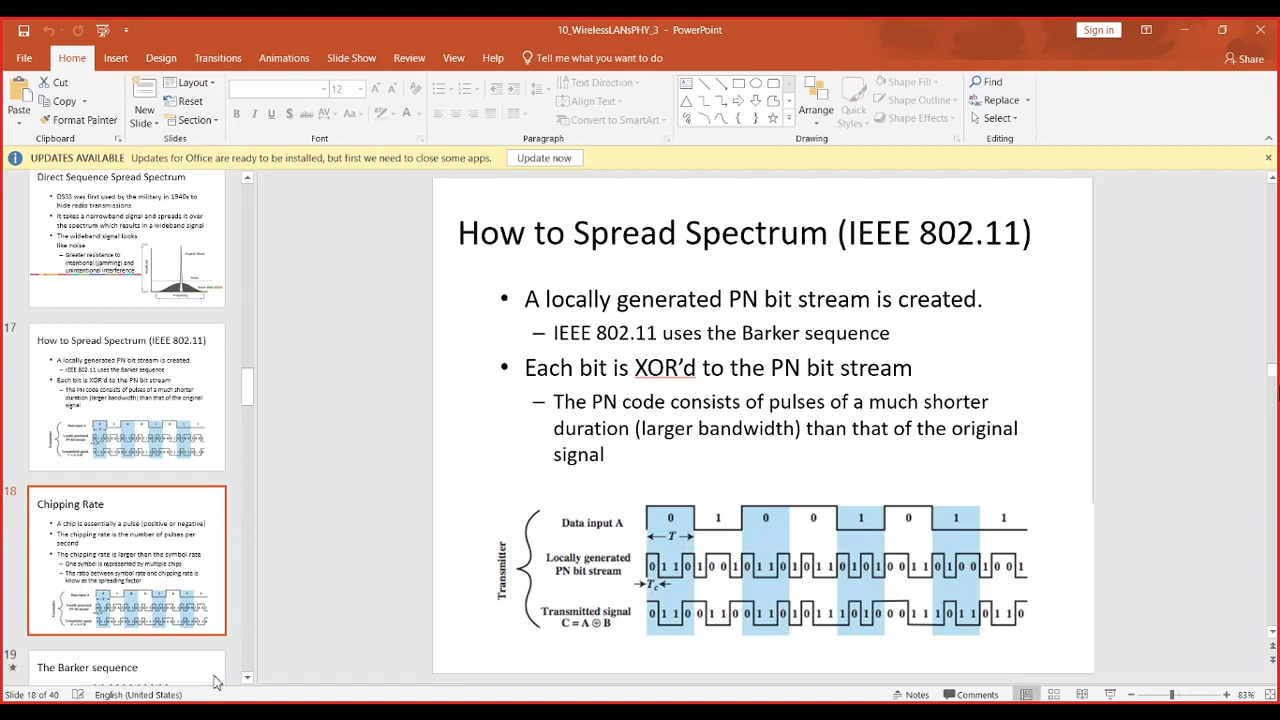 10_WirelessLANsPHY_3 - PowerPoint
Sign in
File Home Insert Design Transitions Animations Slide Show Review View Help Tell me what you want to do Share
Paste Cut Copy Format Painter
Clipboard
New Slide Layout Reset Section
Slides
12
B I U S abc AV Aa A
Font
Text Direction Align Text Convert to SmartArt
Paragraph
Arrange Quick Styles Shape Fill Shape Outline Shape Effects
Drawing
Find Replace Select
Editing
UPDATES AVAILABLE Updates for Office are ready to be installed, but first we need to close some apps. Update now
Direct Sequence Spread Spectrum
DSSS was first used by the military in 1940s to
hide radio transmissions
It takes a narrowband signal and spreads it over
the spectrum which results in a wideband signal
The wideband signal looks
like noise
Greater resistance to
intentional (jamming) and
unintentional interference
17
How to Spread Spectrum (IEEE 802.11)
A locally generated PN bit stream is created.
IEEE 802.11 uses the Barker sequence
Each bit is XOR'd to the PN bit stream
The PN code consists of pulses of a much shorter
duration (larger bandwidth) than that of the original
signal
18
Chipping Rate
A chip is essentially a pulse (positive or negative)
The chipping rate is the number of pulses per
second
The chipping rate is larger than the symbol rate
One symbol is represented by multiple chips
The ratio between symbol rate and chipping rate is
know as the spreading factor
19
The Barker sequence
How to Spread Spectrum (IEEE 802.11)
• A locally generated PN bit stream is created.
– IEEE 802.11 uses the Barker sequence
• Each bit is XOR'd to the PN bit stream
– The PN code consists of pulses of a much shorter
duration (larger bandwidth) than that of the original
signal
Transmitter
Data input A 0 1 0 0 1 0 1 1
T
Locally generated
PN bit stream
Tc
Transmitted signal
C = A ⊕ B
Slide 18 of 40 English (United States) Notes Comments 83%